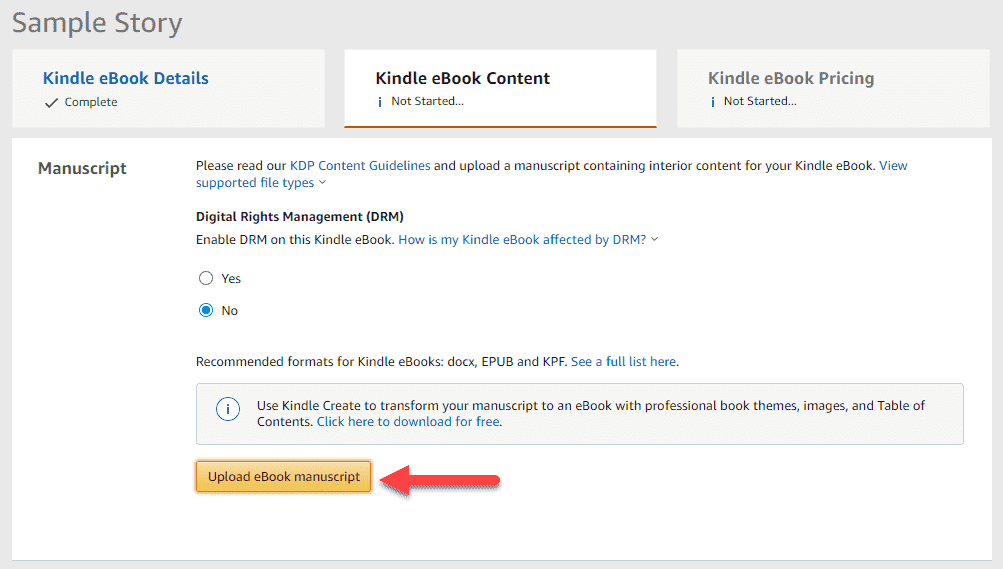 Sample Story
Kindle eBook Details
Complete
Kindle eBook Content
i Not Started...
Kindle eBook Pricing
i Not Started...
Manuscript
Please read our KDP Content Guidelines and upload a manuscript containing interior content for your Kindle eBook. View
supported file types
Digital Rights Management (DRM)
Enable DRM on this Kindle eBook. How is my Kindle eBook affected by DRM?
Yes
No
Recommended formats for Kindle eBooks: docx, EPUB and KPF. See a full list here.
i
Use Kindle Create to transform your manuscript to an eBook with professional book themes, images, and Table of
Contents. Click here to download for free.
Upload eBook manuscript